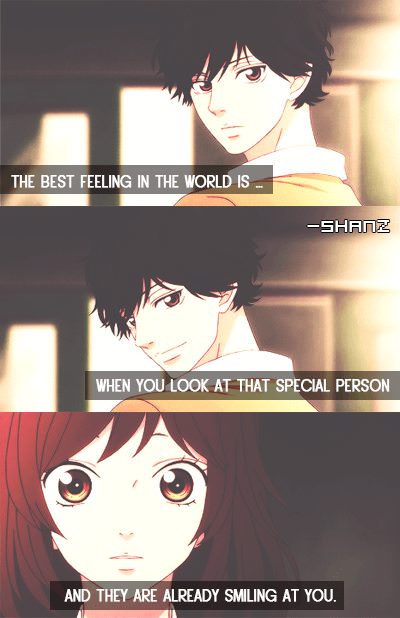 THE BEST FEELING IN THE WORLD IS ...
-SHANZ
WHEN YOU LOOK AT THAT SPECIAL PERSON
AND THEY ARE ALREADY SMILING AT YOU.